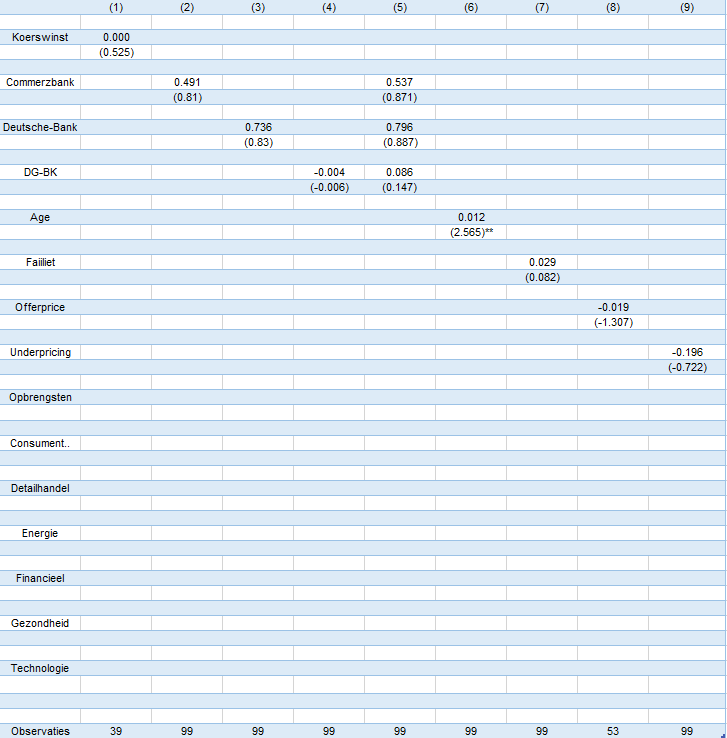 (1) (2) (3) (4) (5) (6) (7) (8) (9)
Koerswinst 0.000
(0.525)
Commerzbank 0.491 0.537
(0.81) (0.871)
Deutsche-Bank 0.736 0.796
(0.83) (0.887)
DG-BK -0.004 0.086
(-0.006) (0.147)
Age 0.012
(2.565)**
Failliet 0.029
(0.082)
Offerprice -0.019
(-1.307)
Underpricing -0.196
(-0.722)
Opbrengsten
Consument..
Detailhandel
Energie
Financieel
Gezondheid
Technologie
Observaties 39 99 99 99 99 99 99 53 99